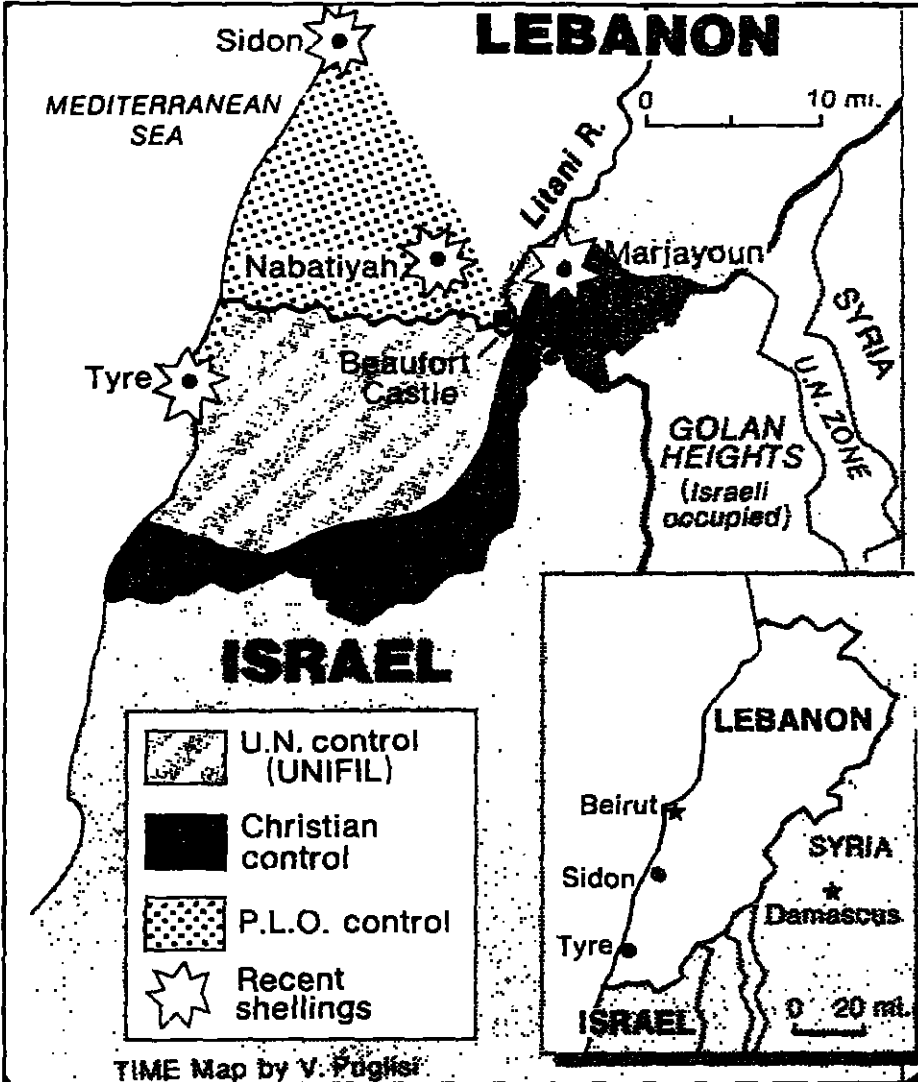 LEBANON
Sidon
MEDITERRANEAN
SEA
0 10 mi.
Litani R.
Nabatiyah
Marjayoun
Tyre
Beaufort
Castle
SYRIA
U.N. ZONE
GOLAN
HEIGHTS
(Israeli
occupied)
ISRAEL
U.N. control
(UNIFIL)
Christian
control
P.L.O. control
Recent
shellings
TIME Map by V. Puglisi
LEBANON
Beirut
SYRIA
Sidon
Damascus
Tyre
ISRAEL
0 20 mi.